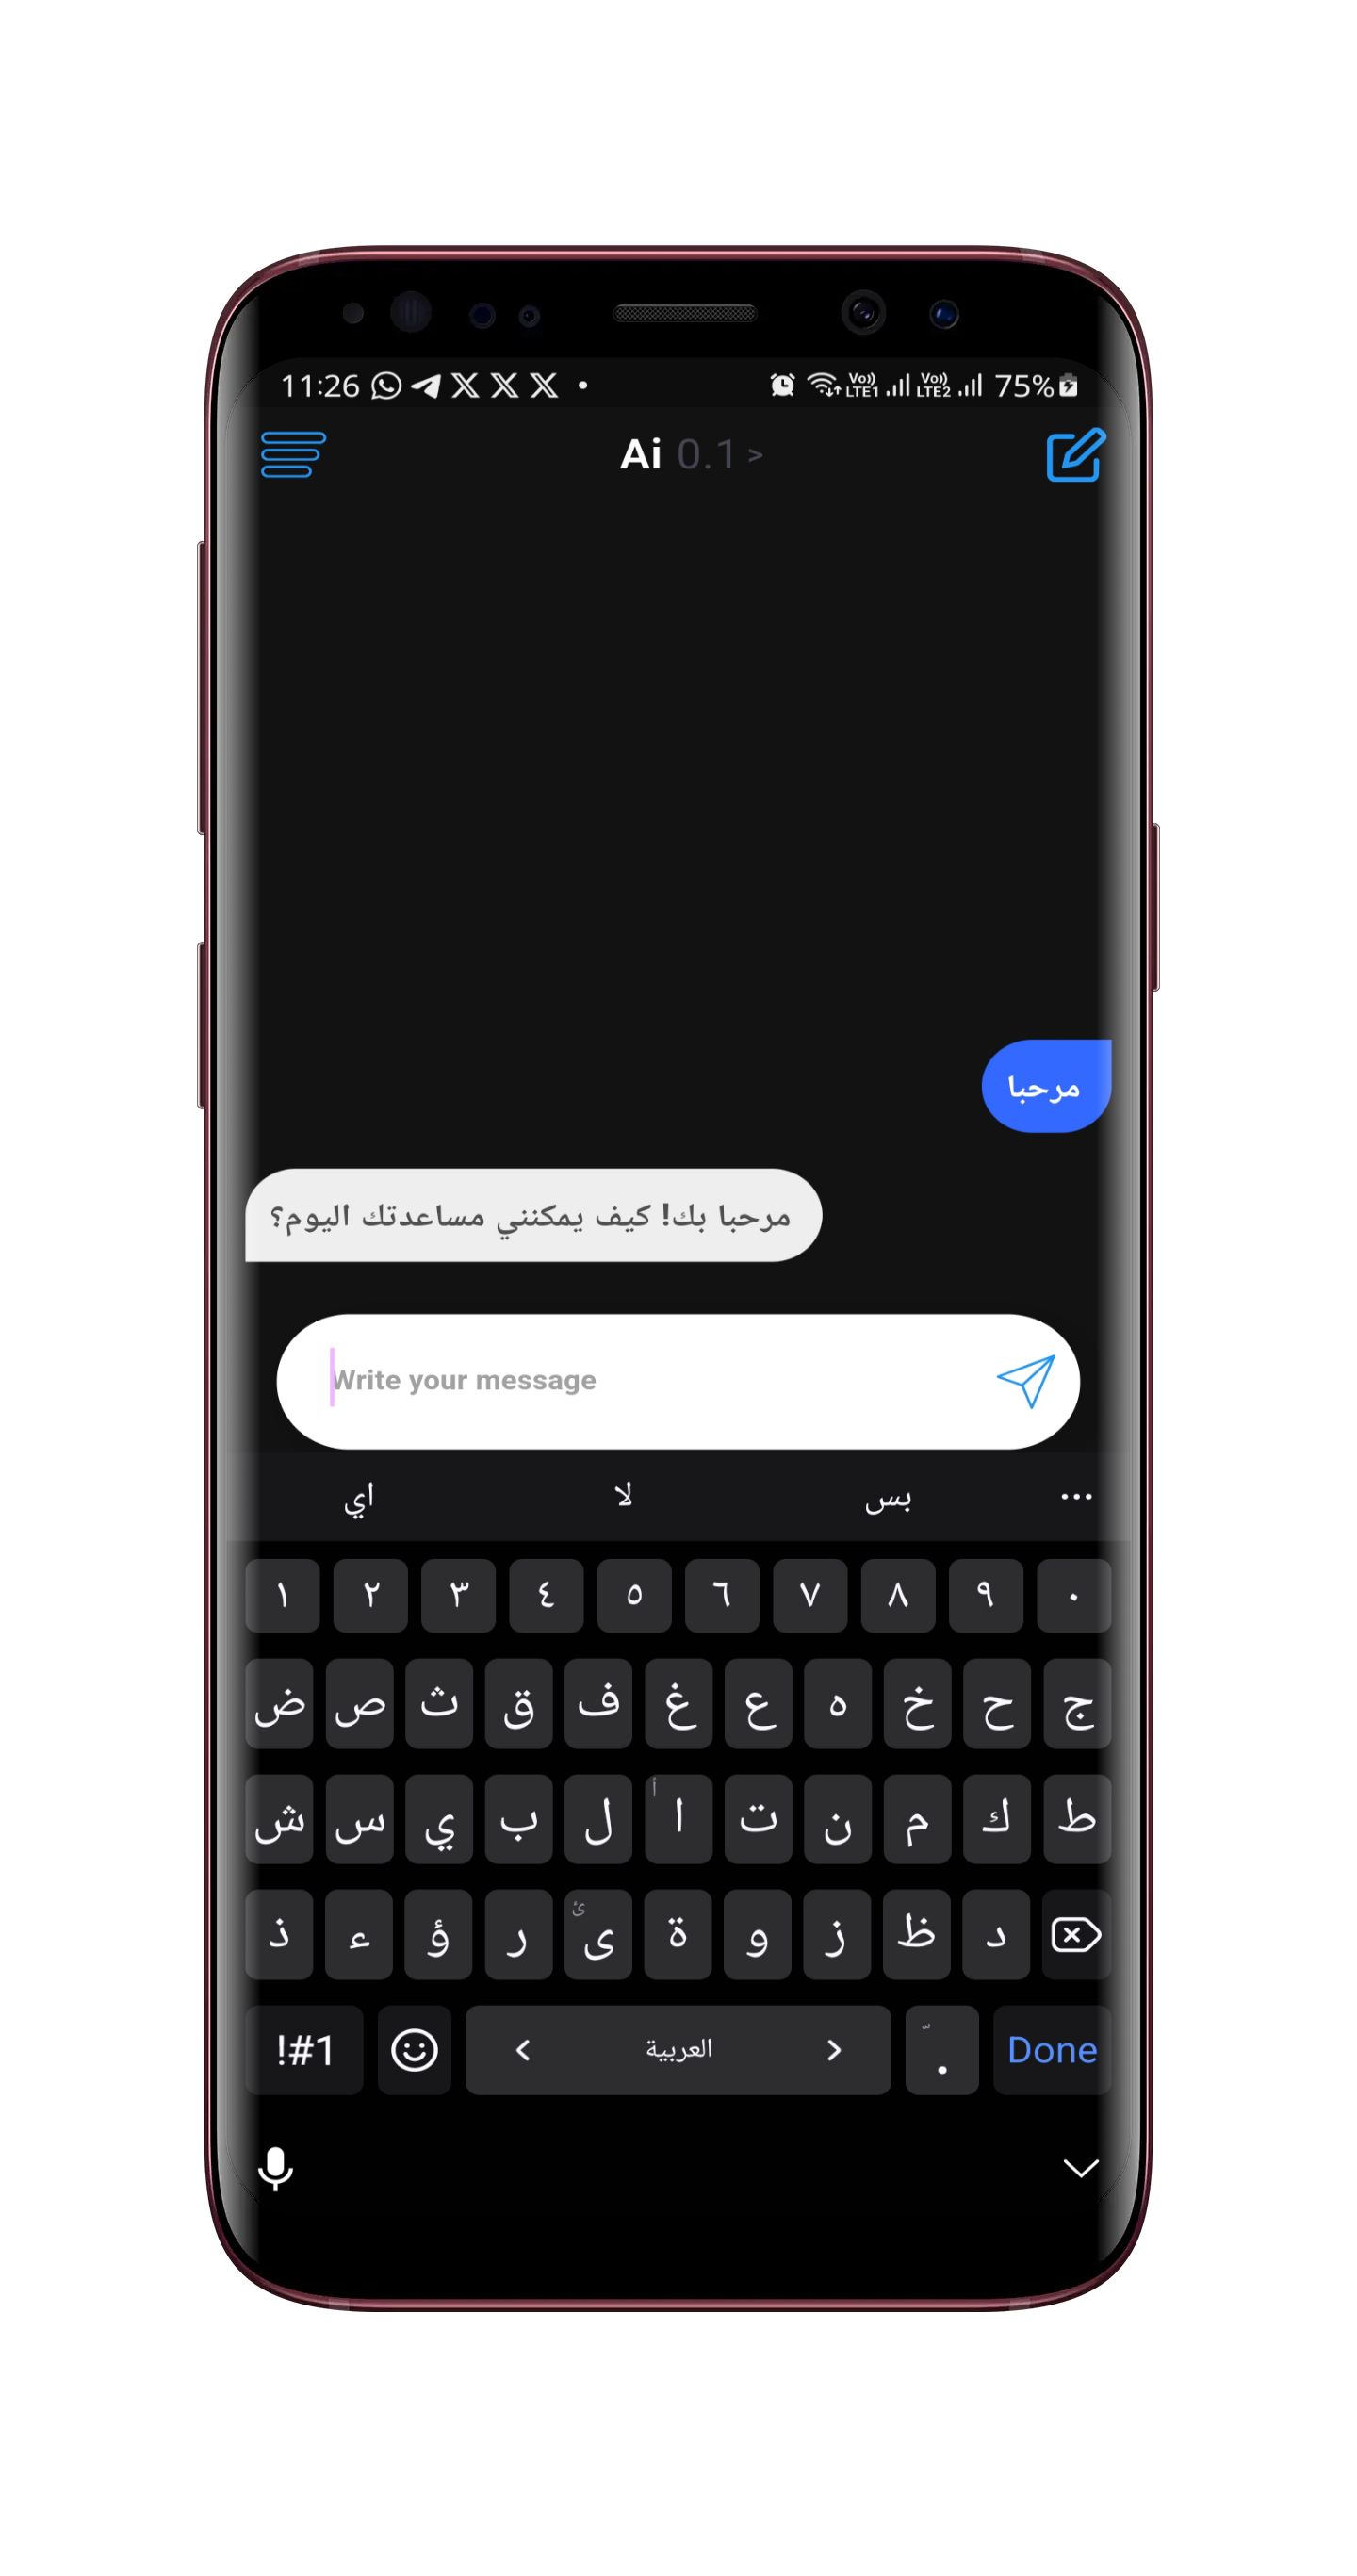 11:26 Vo)) LTE1 Vo)) LTE2 75%
Ai 0.1 >
مرحبا
مرحبا بك! كيف يمكنني مساعدتك اليوم؟
Write your message
اي لا بس ...
١ ٢ ٣ ٤ ٥ ٦ ٧ ٨ ٩ ٠
ض ص ث ق ف غ ع ه خ ح ج
ش س ي ب ل أ ا ت ن م ك ط
ذ ء ؤ ر ئ ى ة و ز ظ د
!#1 < العربية > . Done